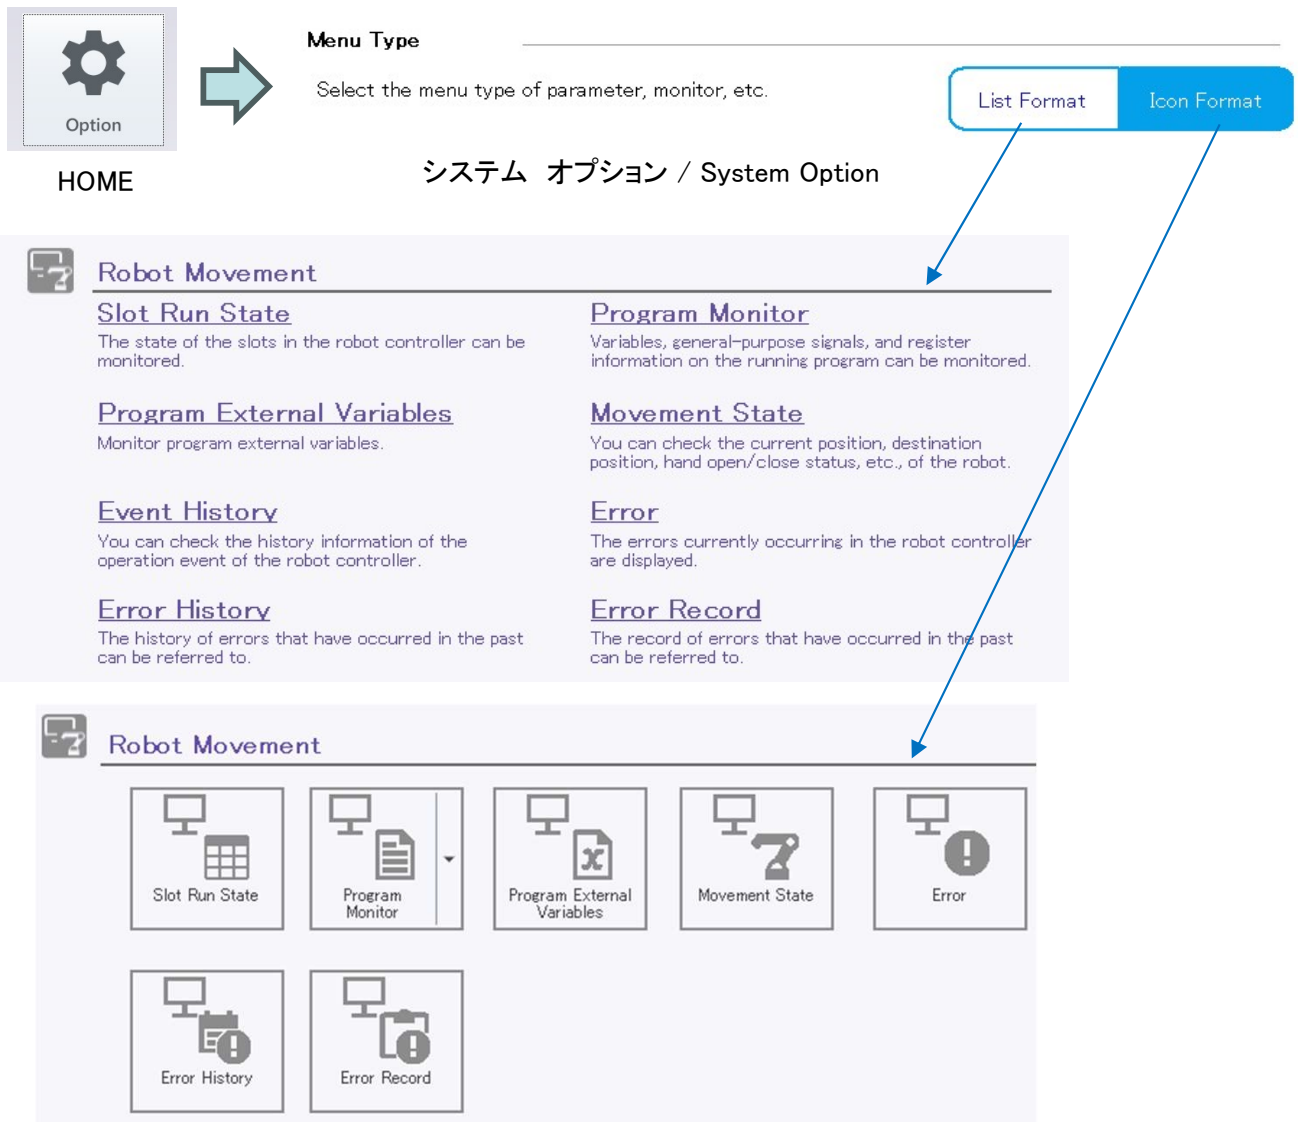 Option
HOME
Menu Type
Select the menu type of parameter, monitor, etc.
List Format
Icon Format
システム オプション / System Option
Robot Movement
Slot Run State
The state of the slots in the robot controller can be
monitored.
Program Monitor
Variables, general-purpose signals, and register
information on the running program can be monitored.
Program External Variables
Monitor program external variables.
Movement State
You can check the current position, destination
position, hand open/close status, etc., of the robot.
Event History
You can check the history information of the
operation event of the robot controller.
Error
The errors currently occurring in the robot controller
are displayed.
Error History
The history of errors that have occurred in the past
can be referred to.
Error Record
The record of errors that have occurred in the past
can be referred to.
Robot Movement
Slot Run State
Program
Monitor
Program External
Variables
Movement State
Error
Error History
Error Record